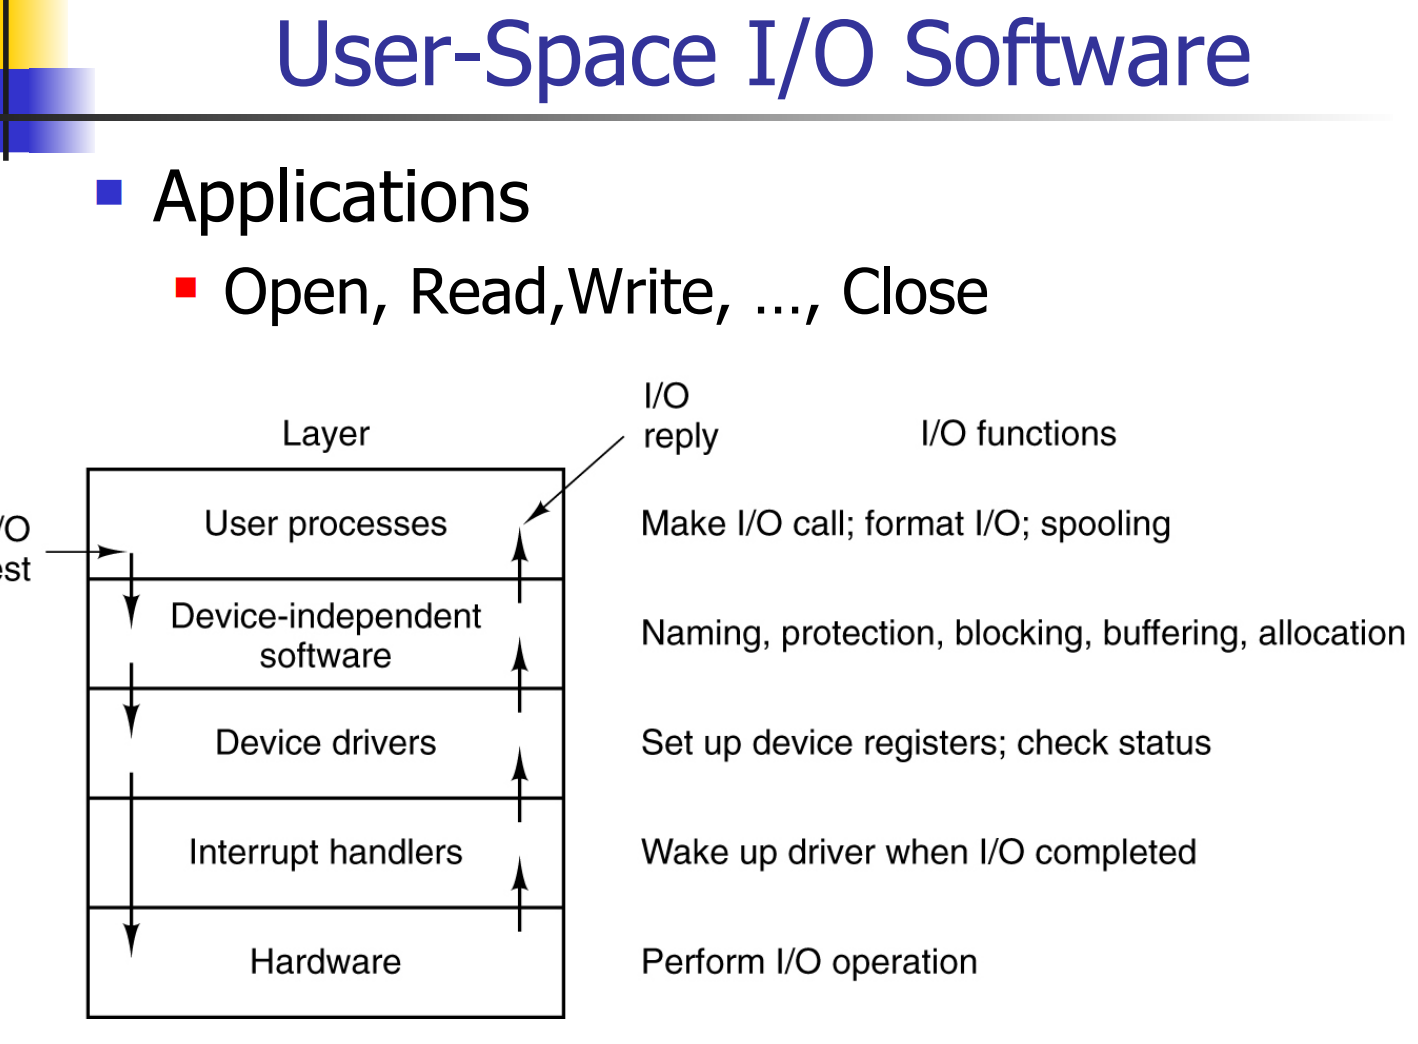 User-Space I/O Software
Applications
Open, Read,Write, ..., Close
I/O
reply
Layer
I/O functions
User processes
Make I/O call; format I/O; spooling
Device-independent
software
Naming, protection, blocking, buffering, allocation
Device drivers
Set up device registers; check status
Interrupt handlers
Wake up driver when I/O completed
Hardware
Perform I/O operation